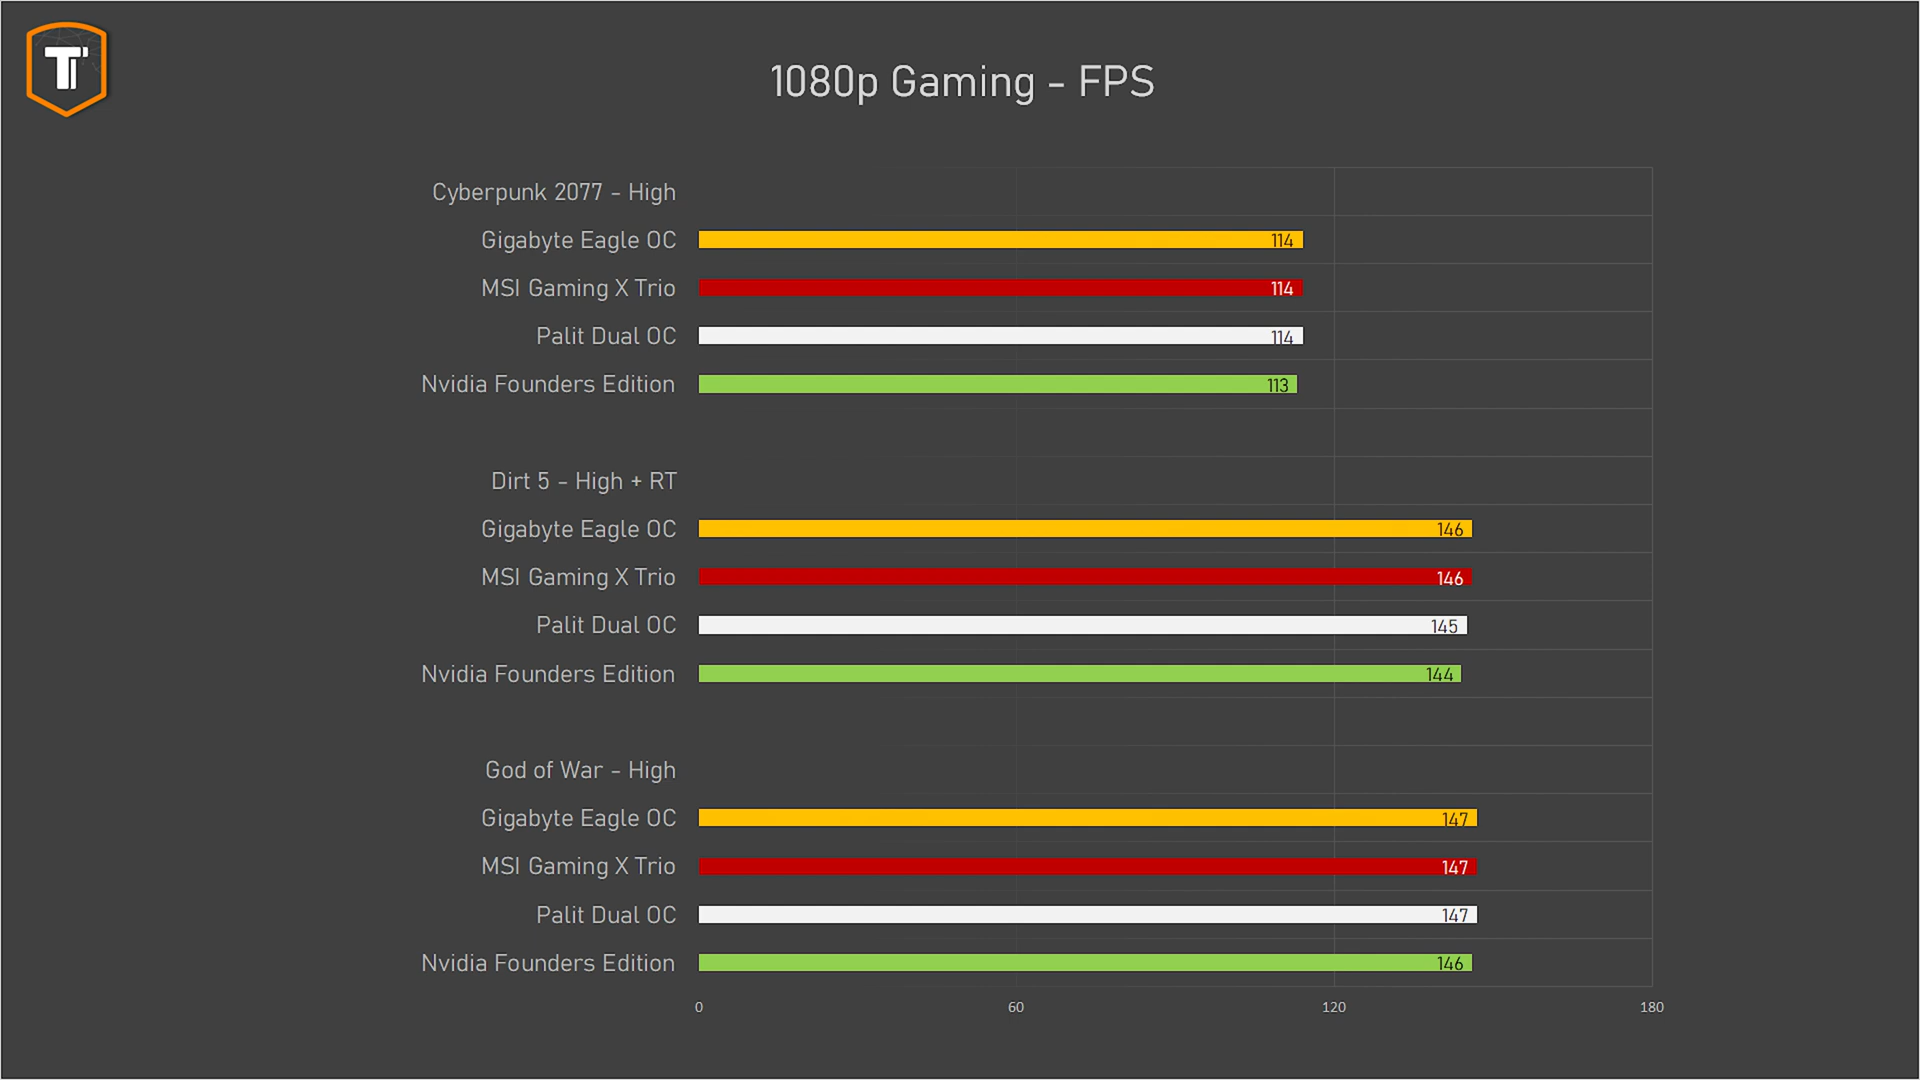 1080p Gaming - FPS
Cyberpunk 2077 - High
Gigabyte Eagle OC 114
MSI Gaming X Trio 114
Palit Dual OC 114
Nvidia Founders Edition 113
Dirt 5 - High + RT
Gigabyte Eagle OC 146
MSI Gaming X Trio 146
Palit Dual OC 145
Nvidia Founders Edition 144
God of War - High
Gigabyte Eagle OC 147
MSI Gaming X Trio 147
Palit Dual OC 147
Nvidia Founders Edition 146
0 60 120 180